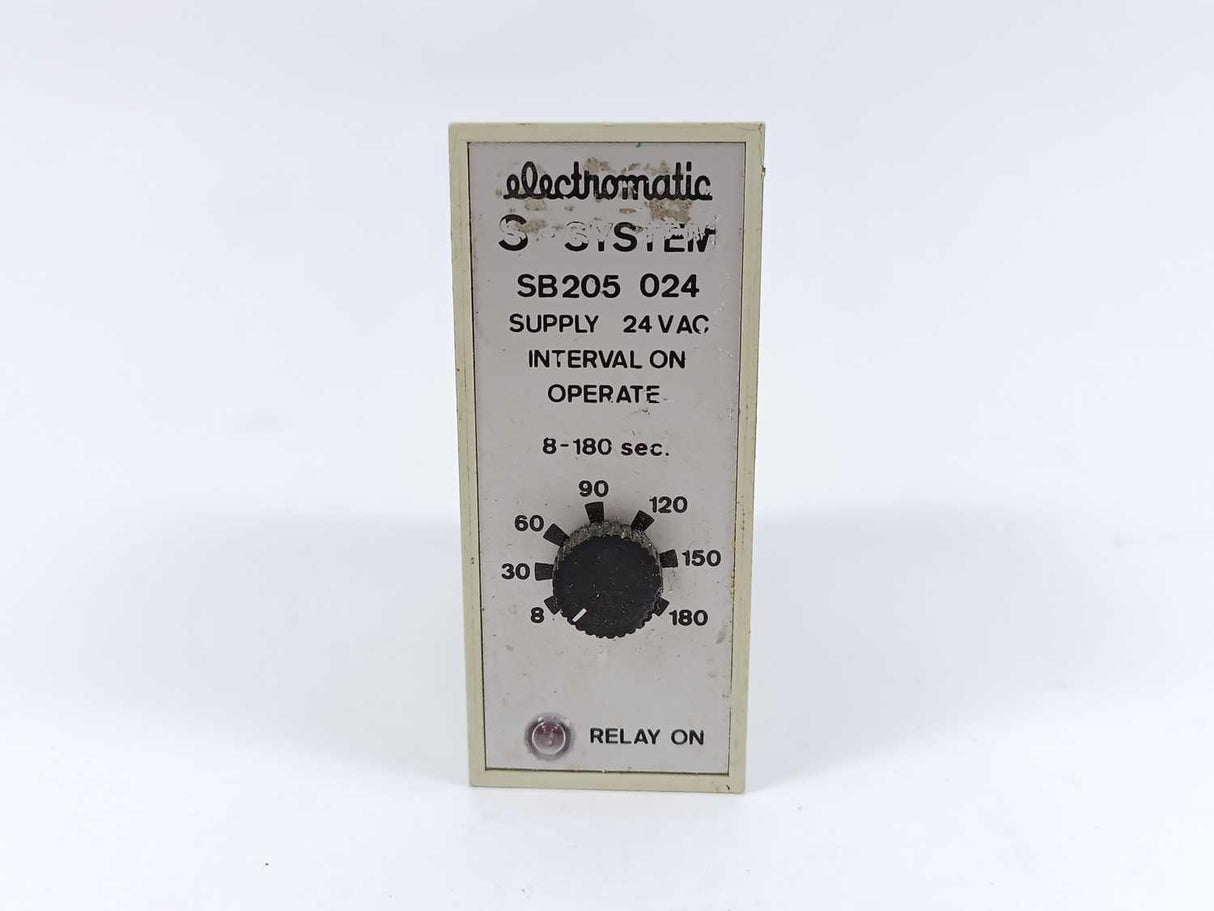 electromatic
S - SYSTEM
SB205 024
SUPPLY 24 VAC
INTERVAL ON
OPERATE
8-180 sec.
90
60 120
30 150
8 180
RELAY ON